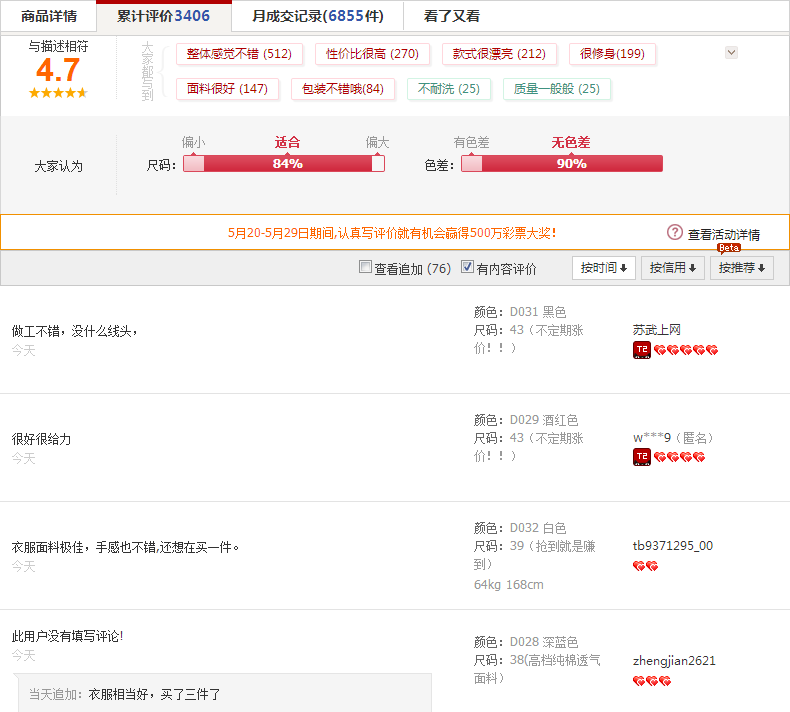 商品详情 累计评价3406 月成交记录(6855件) 看了又看
与描述相符
4.7
大家都写到
整体感觉不错 (512) 性价比很高 (270) 款式很漂亮 (212) 很修身(199)
面料很好 (147) 包装不错哦(84) 不耐洗 (25) 质量一般般 (25)
偏小 适合 偏大 有色差 无色差
大家认为 尺码： 84% 色差： 90%
5月20-5月29日期间,认真写评价就有机会赢得500万彩票大奖！ ? 查看活动详情
Beta
查看追加 (76) 有内容评价 按时间 按信用 按推荐
做工不错，没什么线头，
今天
颜色：D031 黑色
尺码：43（不定期涨
价！！）
苏武上网
T2
很好很给力
今天
颜色：D029 酒红色
尺码：43（不定期涨
价！！）
w***9（匿名）
T2
衣服面料极佳，手感也不错,还想在买一件。
今天
颜色：D032 白色
尺码：39（抢到就是赚
到）
64kg 168cm
tb9371295_00
此用户没有填写评论!
今天
当天追加：衣服相当好，买了三件了
颜色：D028 深蓝色
尺码：38(高档纯棉透气
面料）
zhengjian2621